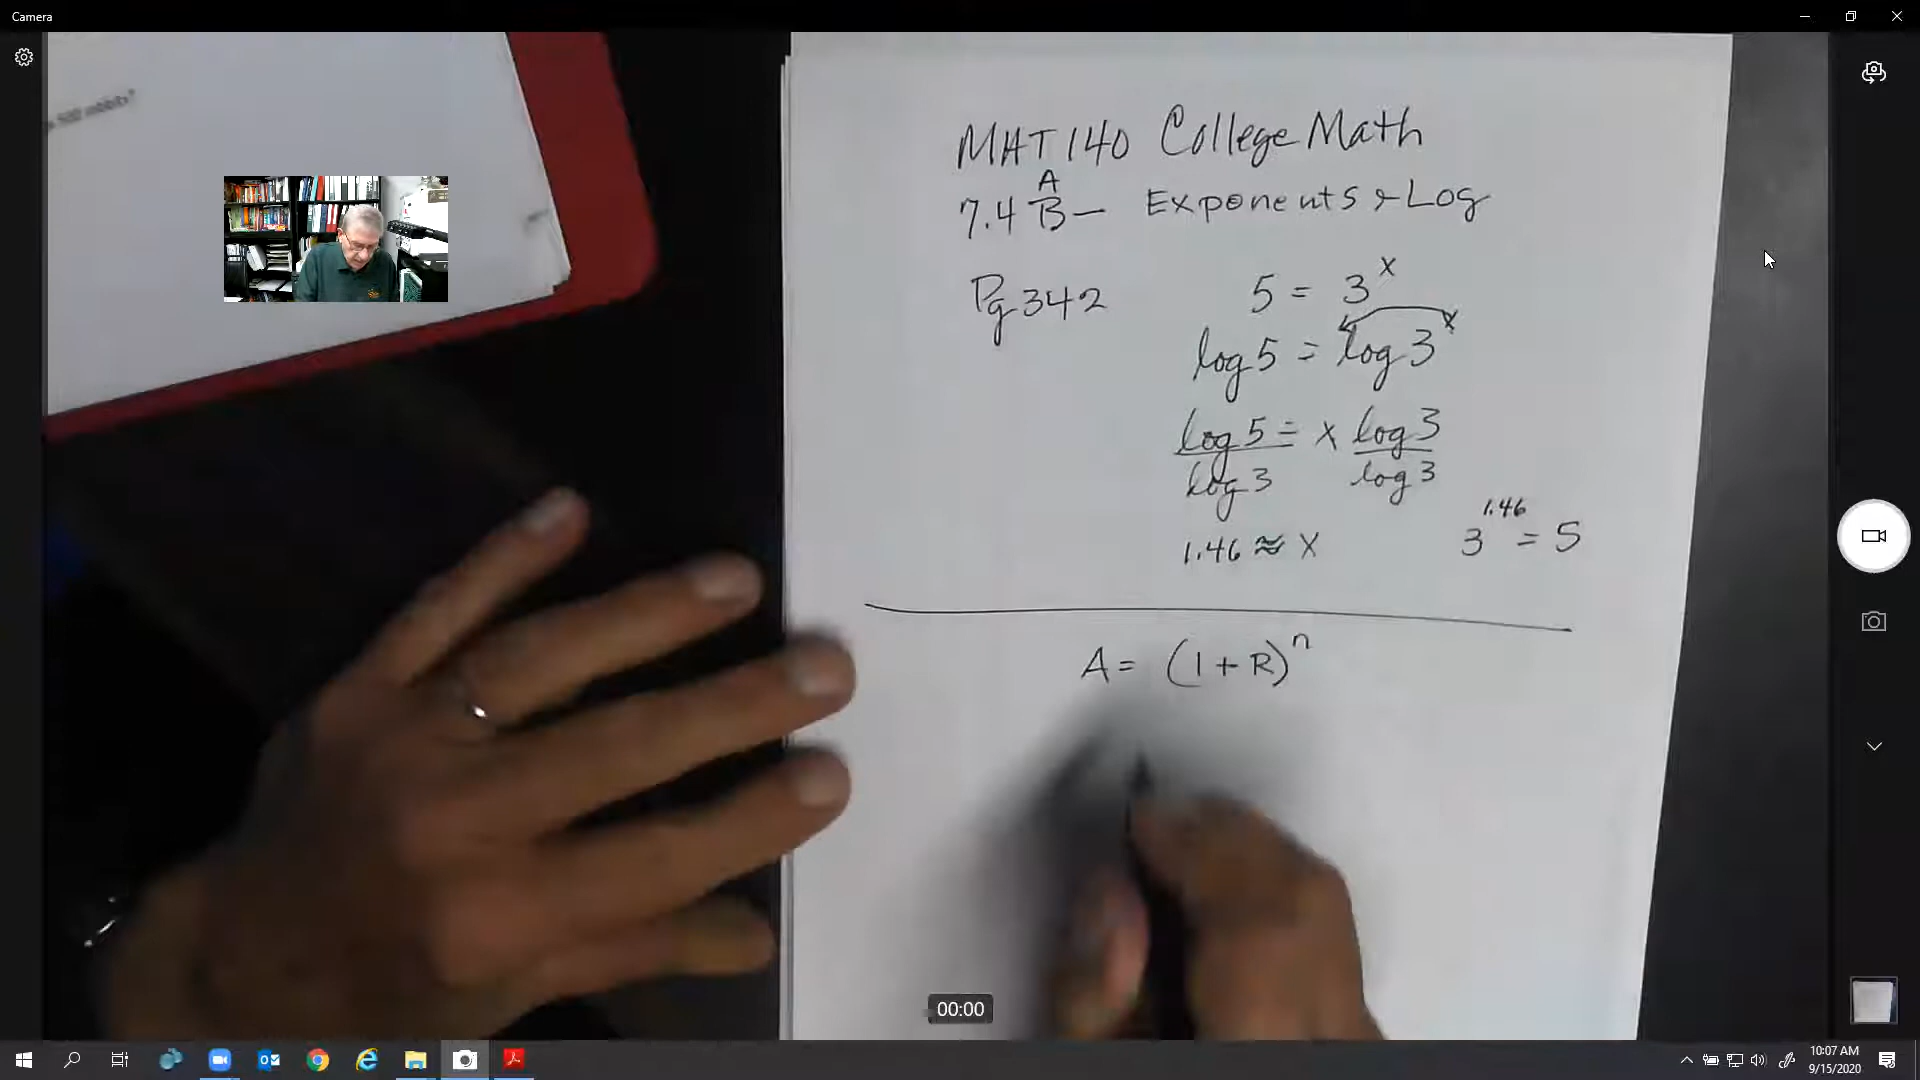 Camera
500 rabbits?
MAT 140 College Math
A
7.4 B — Exponents & Log
Pg 342
5 = 3^x
log 5 = log 3^x
log 5 = x log 3
log 3 log 3
1.46 ≈ x
3^1.46 = 5
A = (1 + R)^n
00:00
10:07 AM
9/15/2020